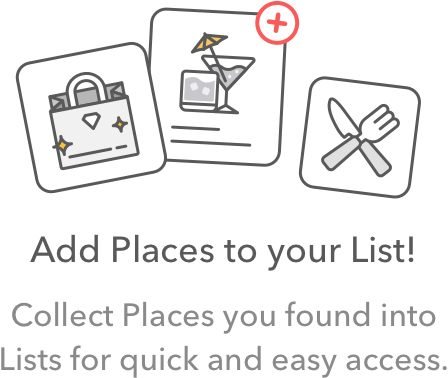 Add Places to your List!
Collect Places you found into
Lists for quick and easy access.